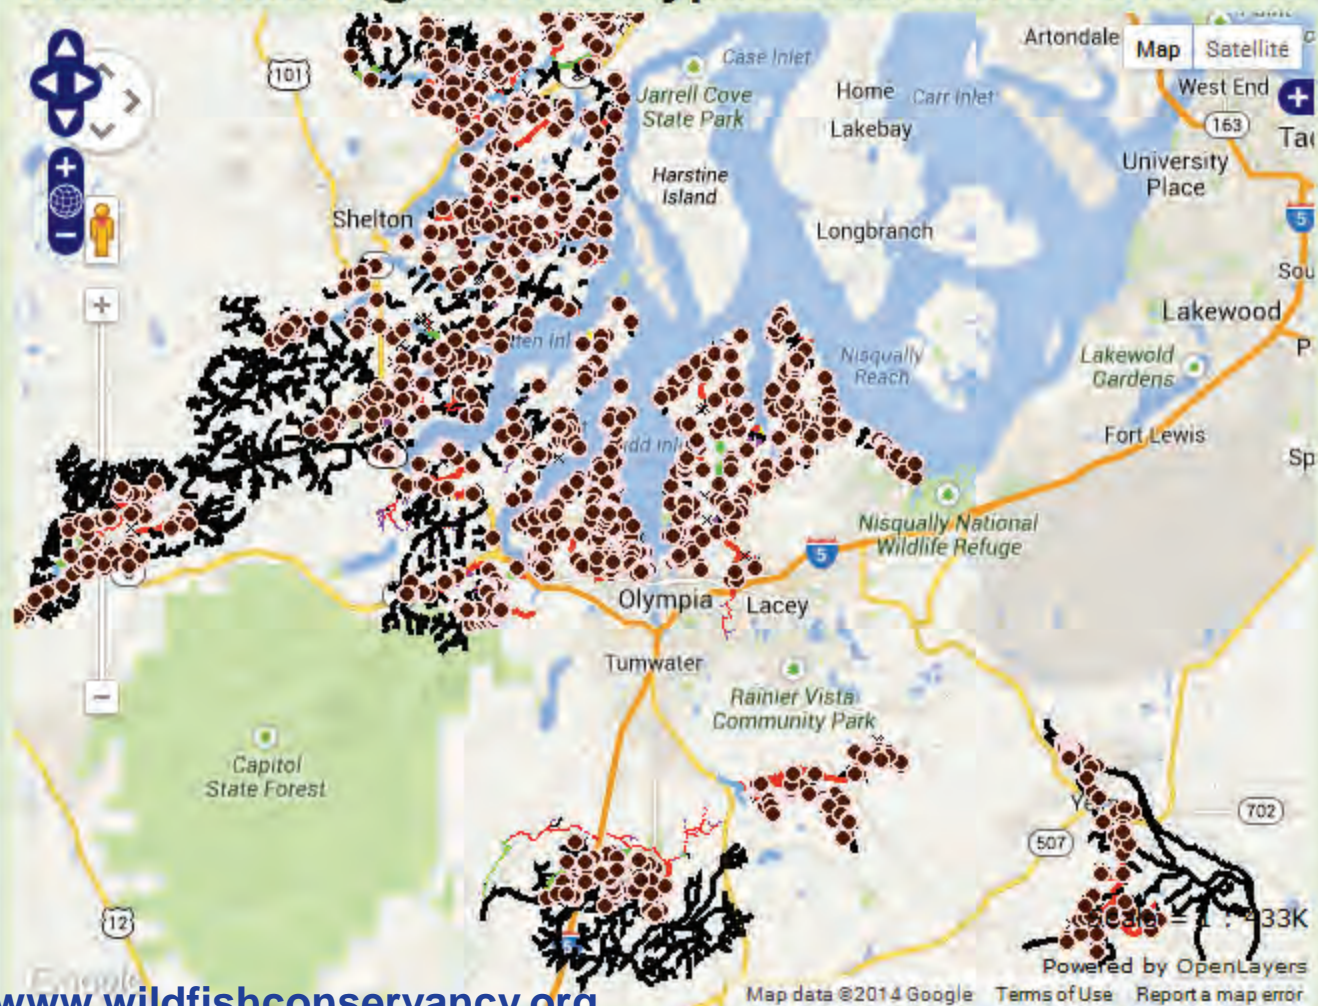 101
Case Inlet
Artondale
Map
Satellite
West End
Jarrell Cove
State Park
Home
Carr Inlet
Lakebay
163
University
Place
Harstine
Island
Shelton
Longbranch
5
Lakewood
Nisqually
Reach
Lakewold
Gardens
Fort Lewis
Nisqually National
Wildlife Refuge
5
Olympia
Lacey
Tumwater
Rainier Vista
Community Park
Capitol
State Forest
702
507
12
= 1 : 433K
Powered by OpenLayers
Map data ©2014 Google
Terms of Use
Report a map error
www.wildfishconservancy.org